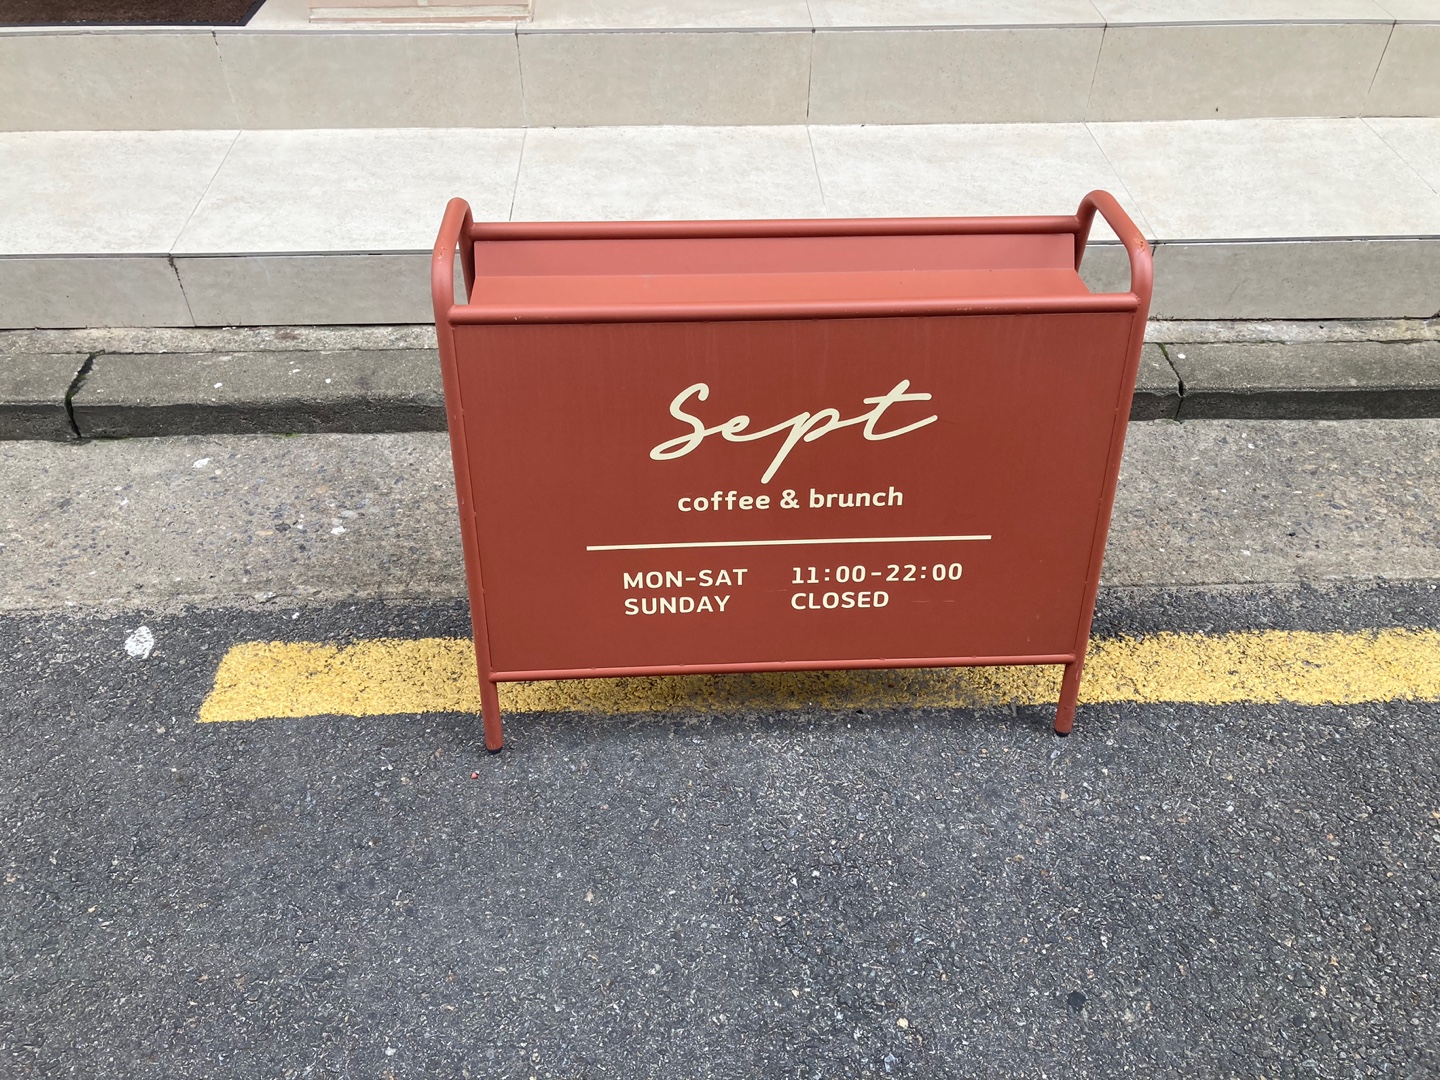 Sept
coffee & brunch
MON-SAT 11:00-22:00
SUNDAY CLOSED